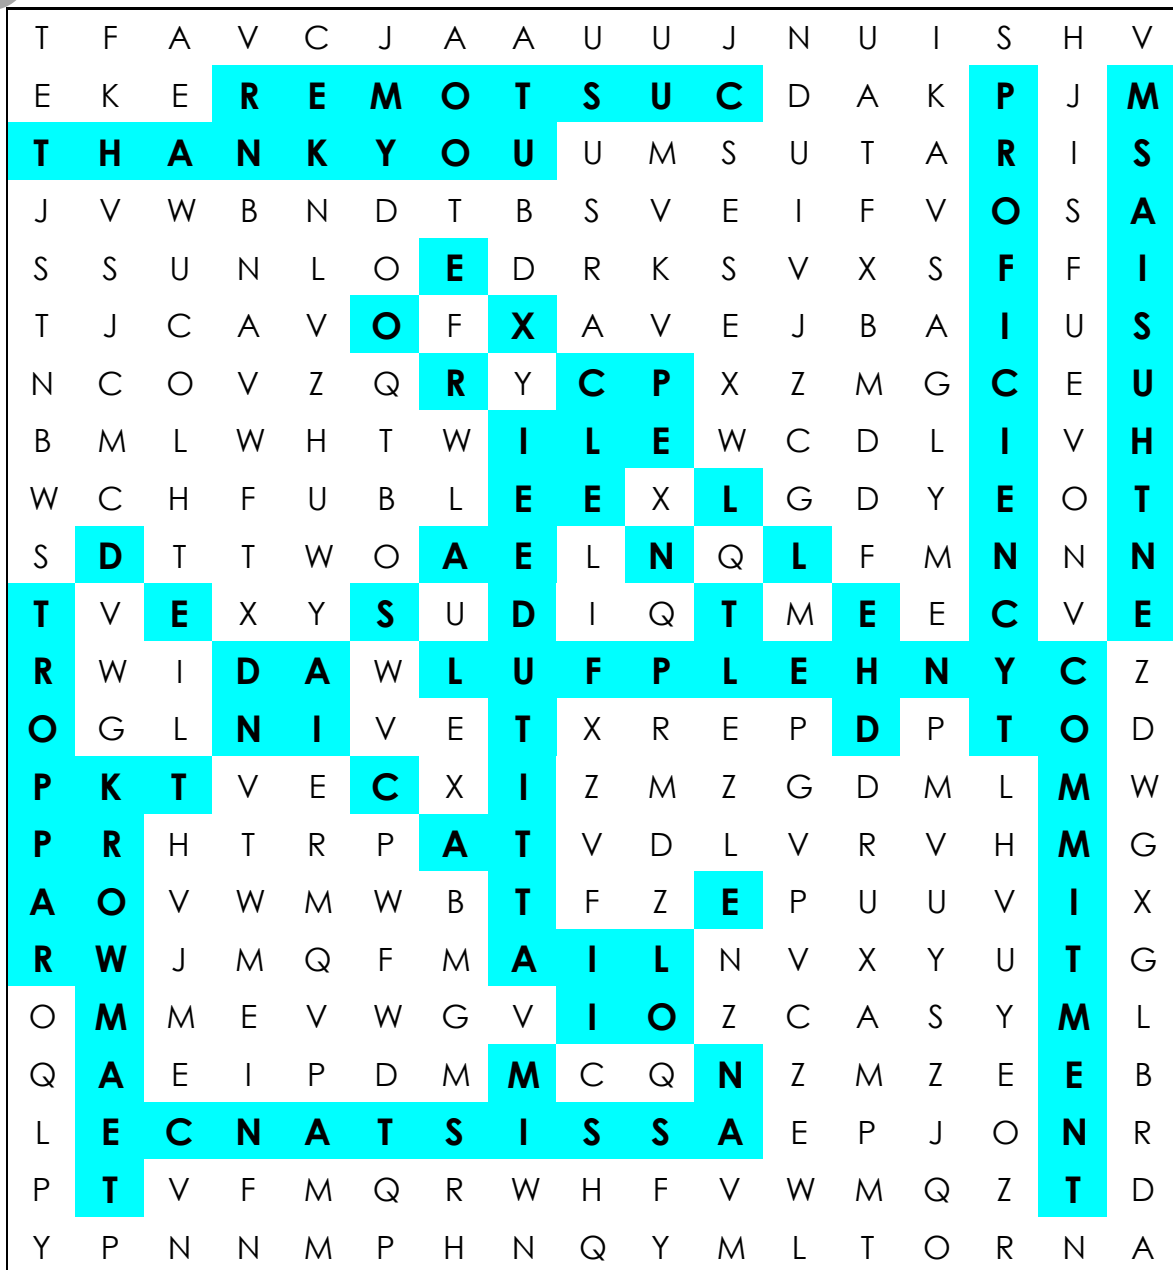 T F A V C J A A U U J N U I S H V
E K E R E M O T S U C D A K P J M
T H A N K Y O U U M S U T A R I S
J V W B N D T B S V E I F V O S A
S S U N L O E D R K S V X S F F I
T J C A V O F X A V E J B A I U S
N C O V Z Q R Y C P X Z M G C E U
B M L W H T W I L E W C D L I V H
W C H F U B L E E X L G D Y E O T
S D T T W O A E L N Q L F M N N N
T V E X Y S U D I Q T M E E C V E
R W I D A W L U F P L E H N Y C Z
O G L N I V E T X R E P D P T O D
P K T V E C X I Z M Z G D M L M W
P R H T R P A T V D L V R V H M G
A O V W M W B T F Z E P U U V I X
R W J M Q F M A I L N V X Y U T G
O M M E V W G V I O Z C A S Y M L
Q A E I P D M M C Q N Z M Z E E B
L E C N A T S I S S A E P J O N R
P T V F M Q R W H F V W M Q Z T D
Y P N N M P H N Q Y M L T O R N A